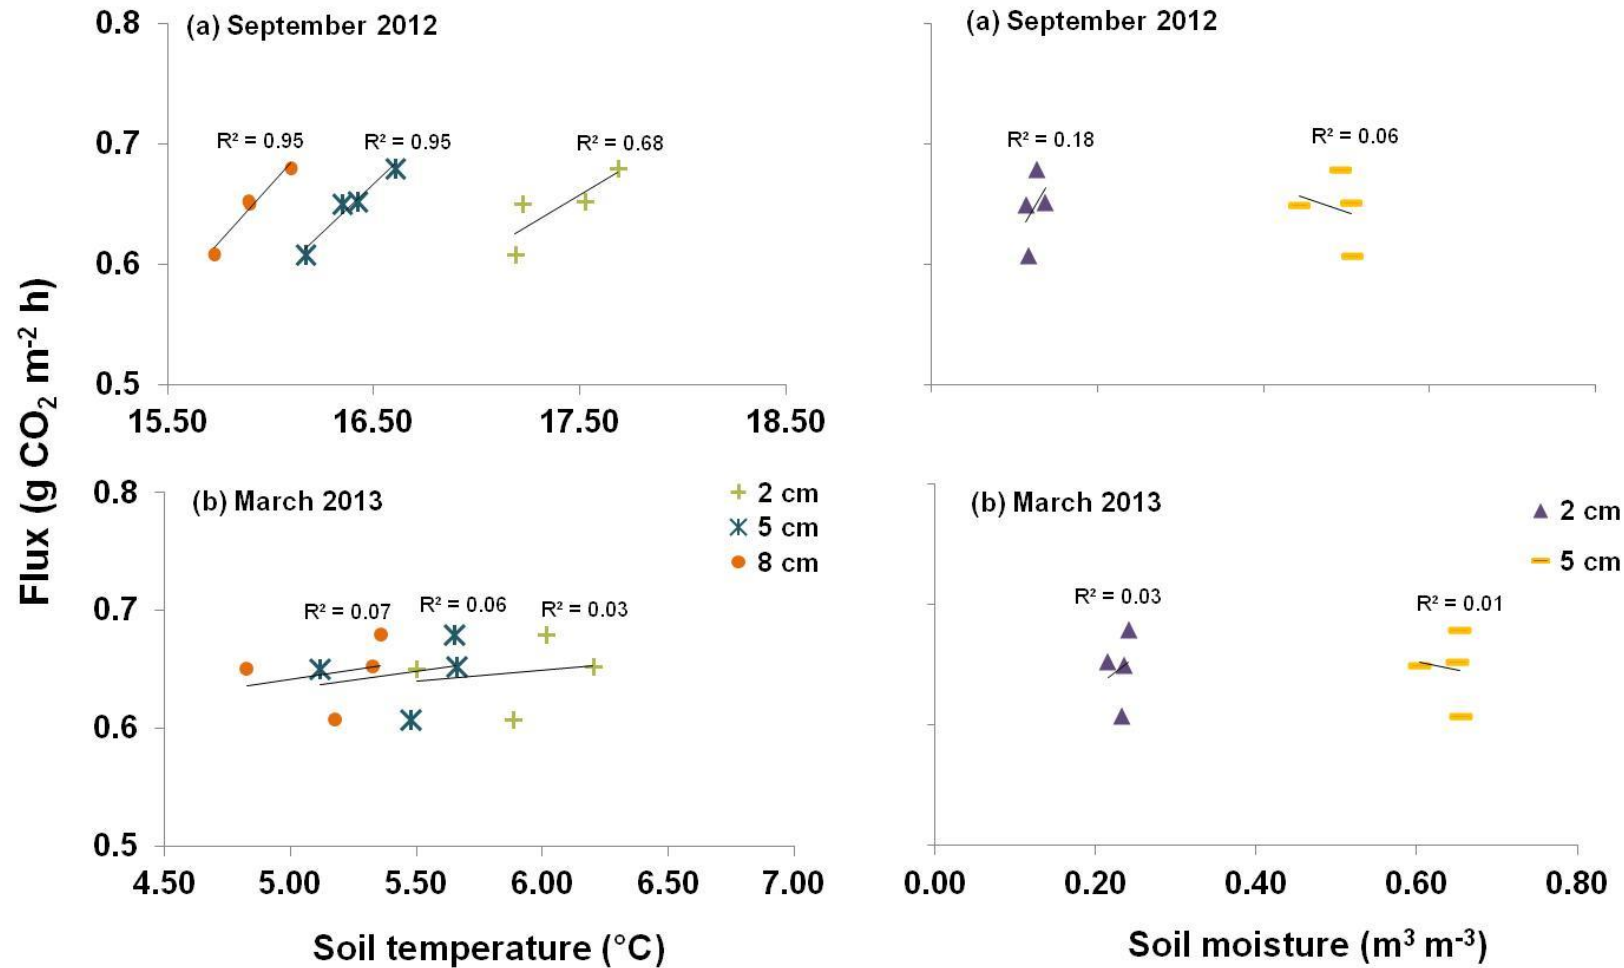 Flux (g CO₂ m⁻² h)
(a) September 2012
0.8
0.7
0.6
0.5
R² = 0.95
R² = 0.95
R² = 0.68
15.50 16.50 17.50 18.50
(a) September 2012
R² = 0.18
R² = 0.06
(b) March 2013
0.8
0.7
0.6
0.5
2 cm
5 cm
8 cm
R² = 0.07
R² = 0.06
R² = 0.03
4.50 5.00 5.50 6.00 6.50 7.00
Soil temperature (°C)
(b) March 2013
2 cm
5 cm
R² = 0.03
R² = 0.01
0.00 0.20 0.40 0.60 0.80
Soil moisture (m³ m⁻³)